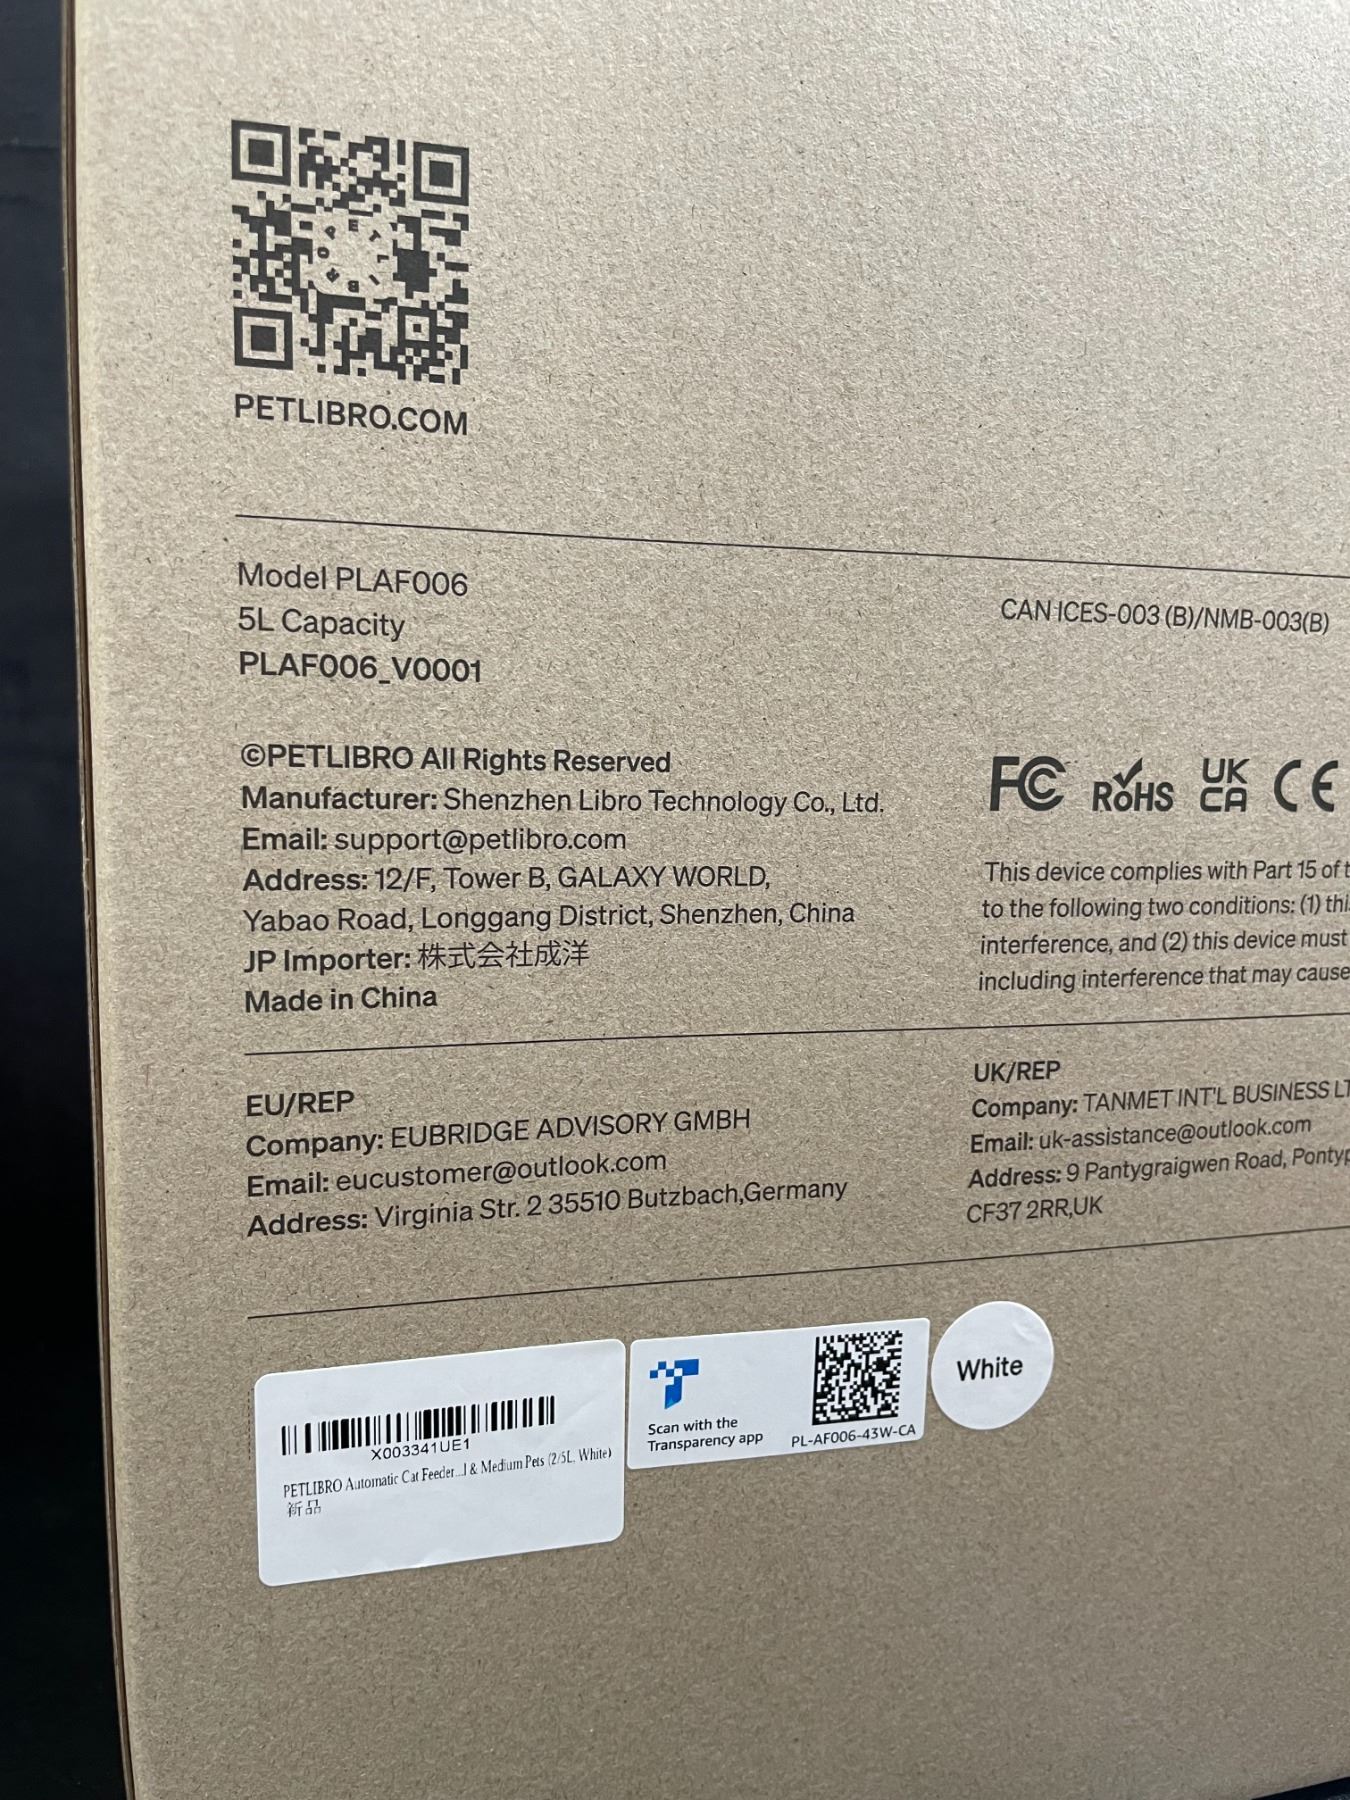 PETLIBRO
PETLIBRO.COM
Model PLAF006
5L Capacity
PLAF006_V0001
CAN ICES-003 (B)/NMB-003(B)
©PETLIBRO All Rights Reserved
Manufacturer: Shenzhen Libro Technology Co., Ltd.
Email: support@petlibro.com
Address: 12/F, Tower B, GALAXY WORLD,
Yabao Road, Longgang District, Shenzhen, China
JP Importer: 株式会社成洋
Made in China
FC RoHS UK CA CE
This device complies with Part 15 of
to the following two conditions: (1)
interference, and (2) this device must
including interference that may cause
EU/REP
Company: EUBRIDGE ADVISORY GMBH
Email: eucustomer@outlook.com
Address: Virginia Str. 2 35510 Butzbach,Germany
UK/REP
Company: TANMET INT'L BUSINESS
Email: uk-assistance@outlook.com
Address: 9 Pantygraigwen Road,
CF37 2RR,UK
X003341UE1
PETLIBRO Automatic Cat Feeder...l & Medium Pets (2/5L, White)
新品
Scan with the
Transparency app
PL-AF006-43W-CA
White